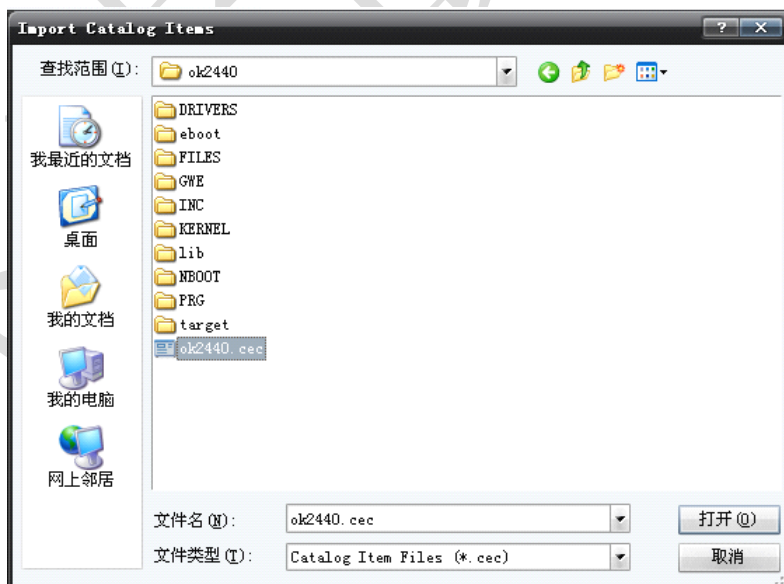 Import Catalog Items
查找范围(I):
ok2440
我最近的文档
桌面
我的文档
我的电脑
网上邻居
DRIVERS
eboot
FILES
GWE
INC
KERNEL
lib
NBOOT
PRG
target
ok2440.cec
文件名(N):
ok2440.cec
打开(O)
文件类型(T):
Catalog Item Files (*.cec)
取消